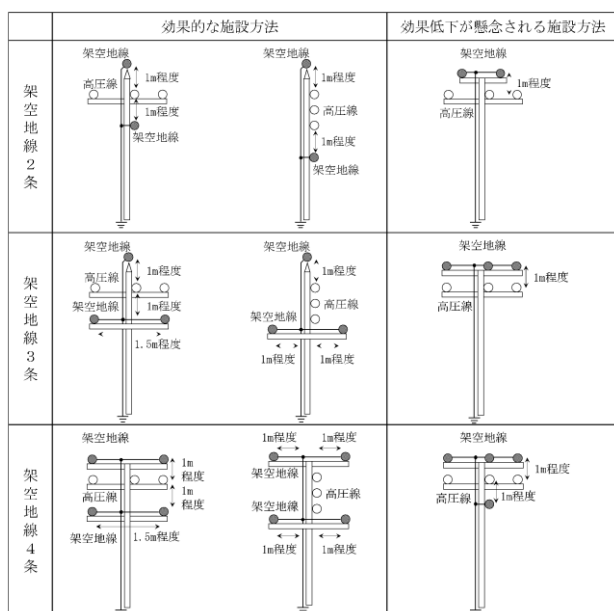 効果的な施設方法
効果低下が懸念される施設方法
架空地線2条
架空地線
1m程度
高圧線
1m程度
架空地線
架空地線
1m程度
高圧線
1m程度
架空地線
架空地線
1m程度
高圧線
架空地線3条
架空地線
高圧線
1m程度
架空地線
1m程度
1.5m程度
架空地線
1m程度
高圧線
架空地線
1m程度
1m程度
架空地線
1m程度
高圧線
架空地線4条
架空地線
1m
程度
高圧線
1m
程度
架空地線
1.5m程度
1m程度
1m程度
架空地線
高圧線
架空地線
1m程度
1m程度
架空地線
1m程度
高圧線
1m程度